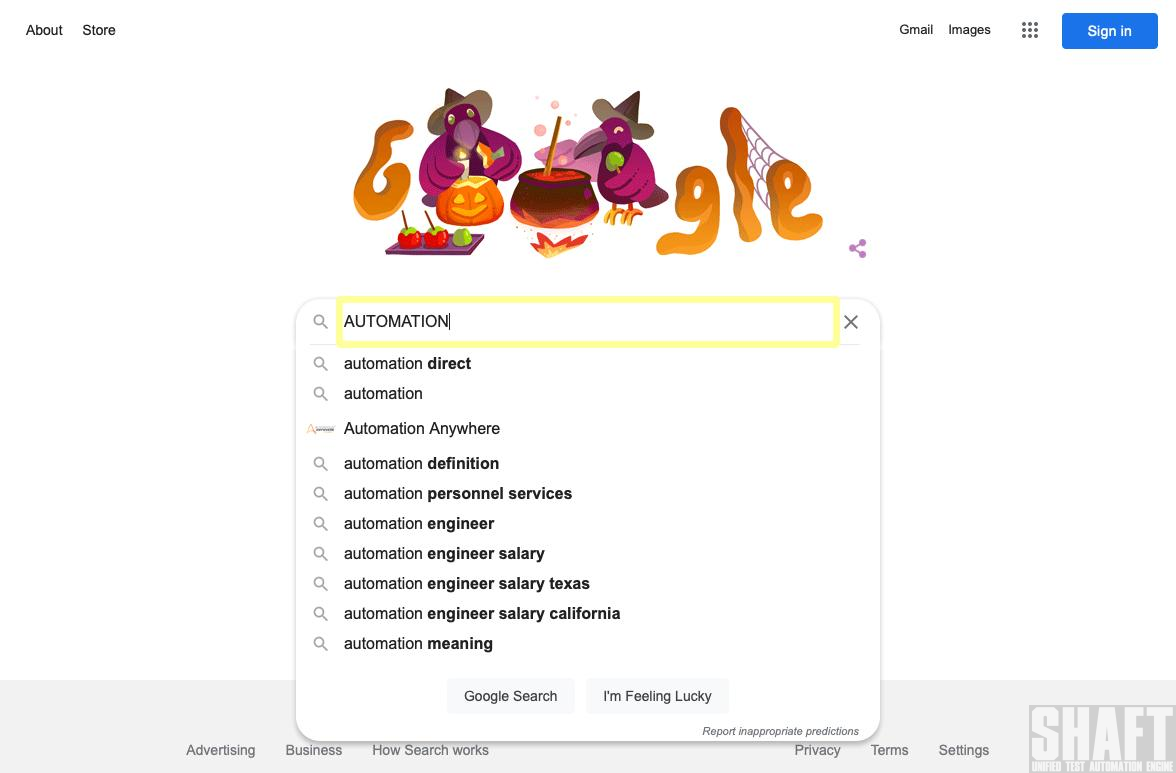 About Store Gmail Images Sign in
Google
AUTOMATION
automation direct
automation
Automation Anywhere
automation definition
automation personnel services
automation engineer
automation engineer salary
automation engineer salary texas
automation engineer salary california
automation meaning
Google Search I'm Feeling Lucky
Report inappropriate predictions
Advertising Business How Search works Privacy Terms Settings
SHAFT
UNIFIED TEST AUTOMATION ENGINE